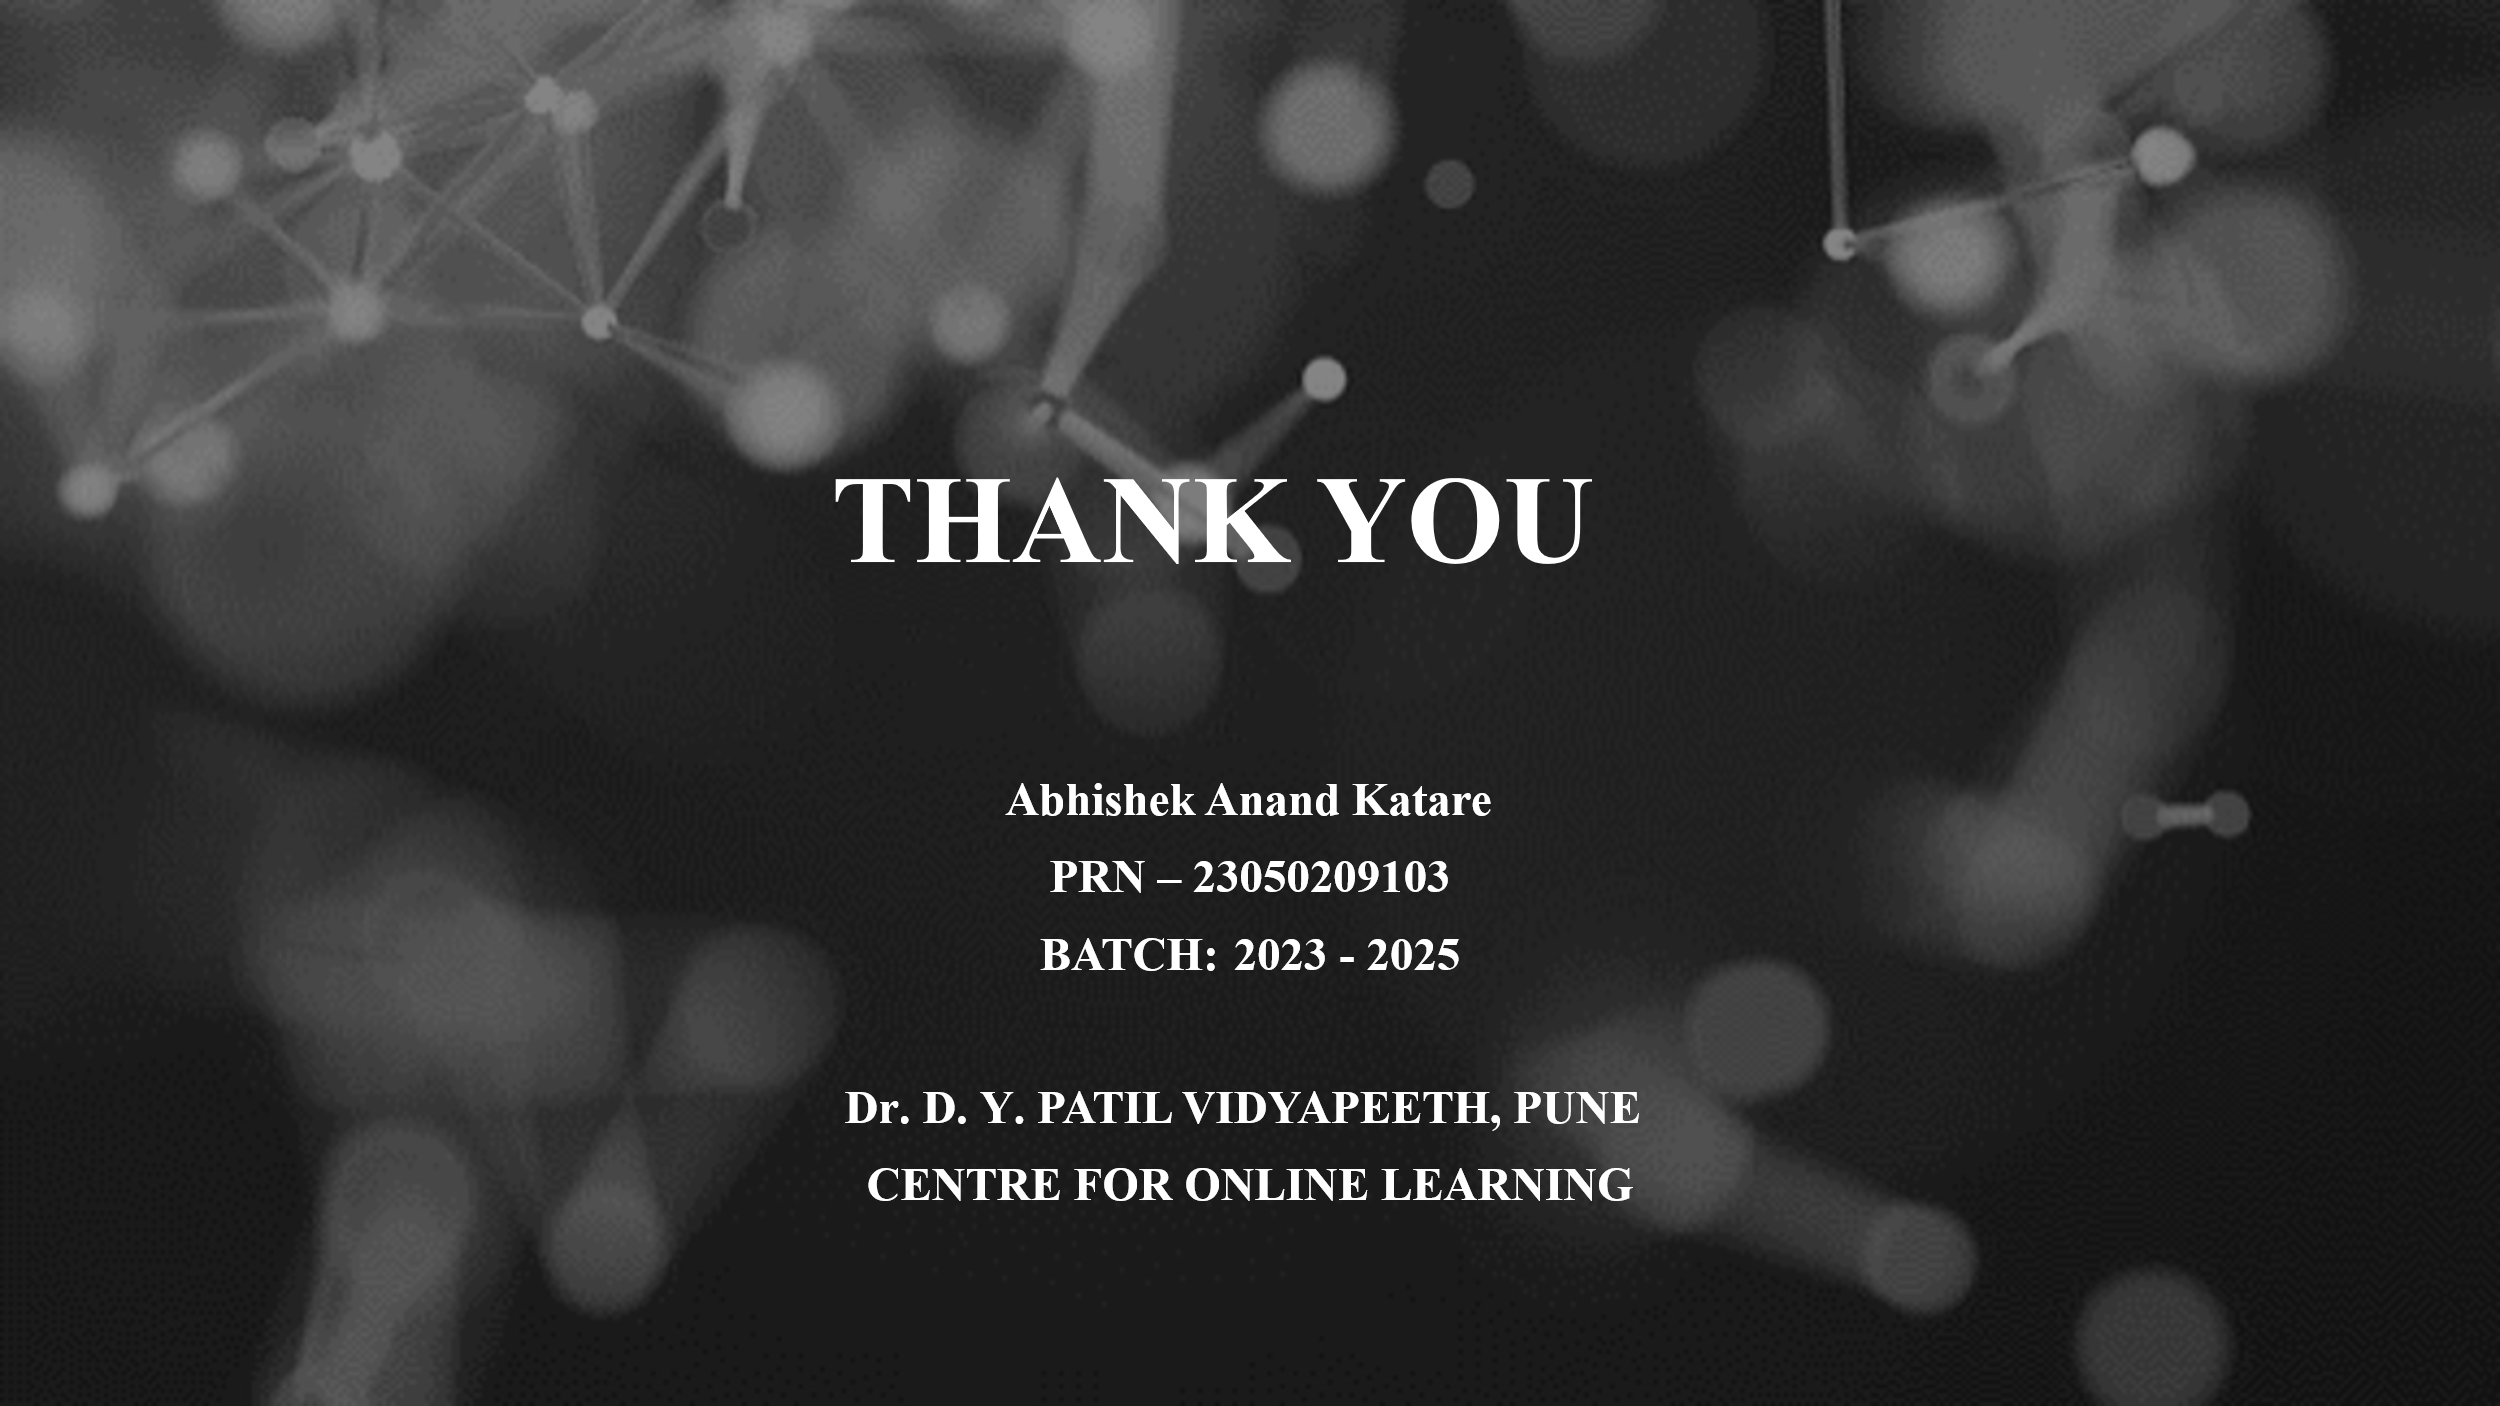 THANK YOU
Abhishek Anand Katare
PRN – 23050209103
BATCH: 2023 - 2025
Dr. D. Y. PATIL VIDYAPEETH, PUNE
CENTRE FOR ONLINE LEARNING